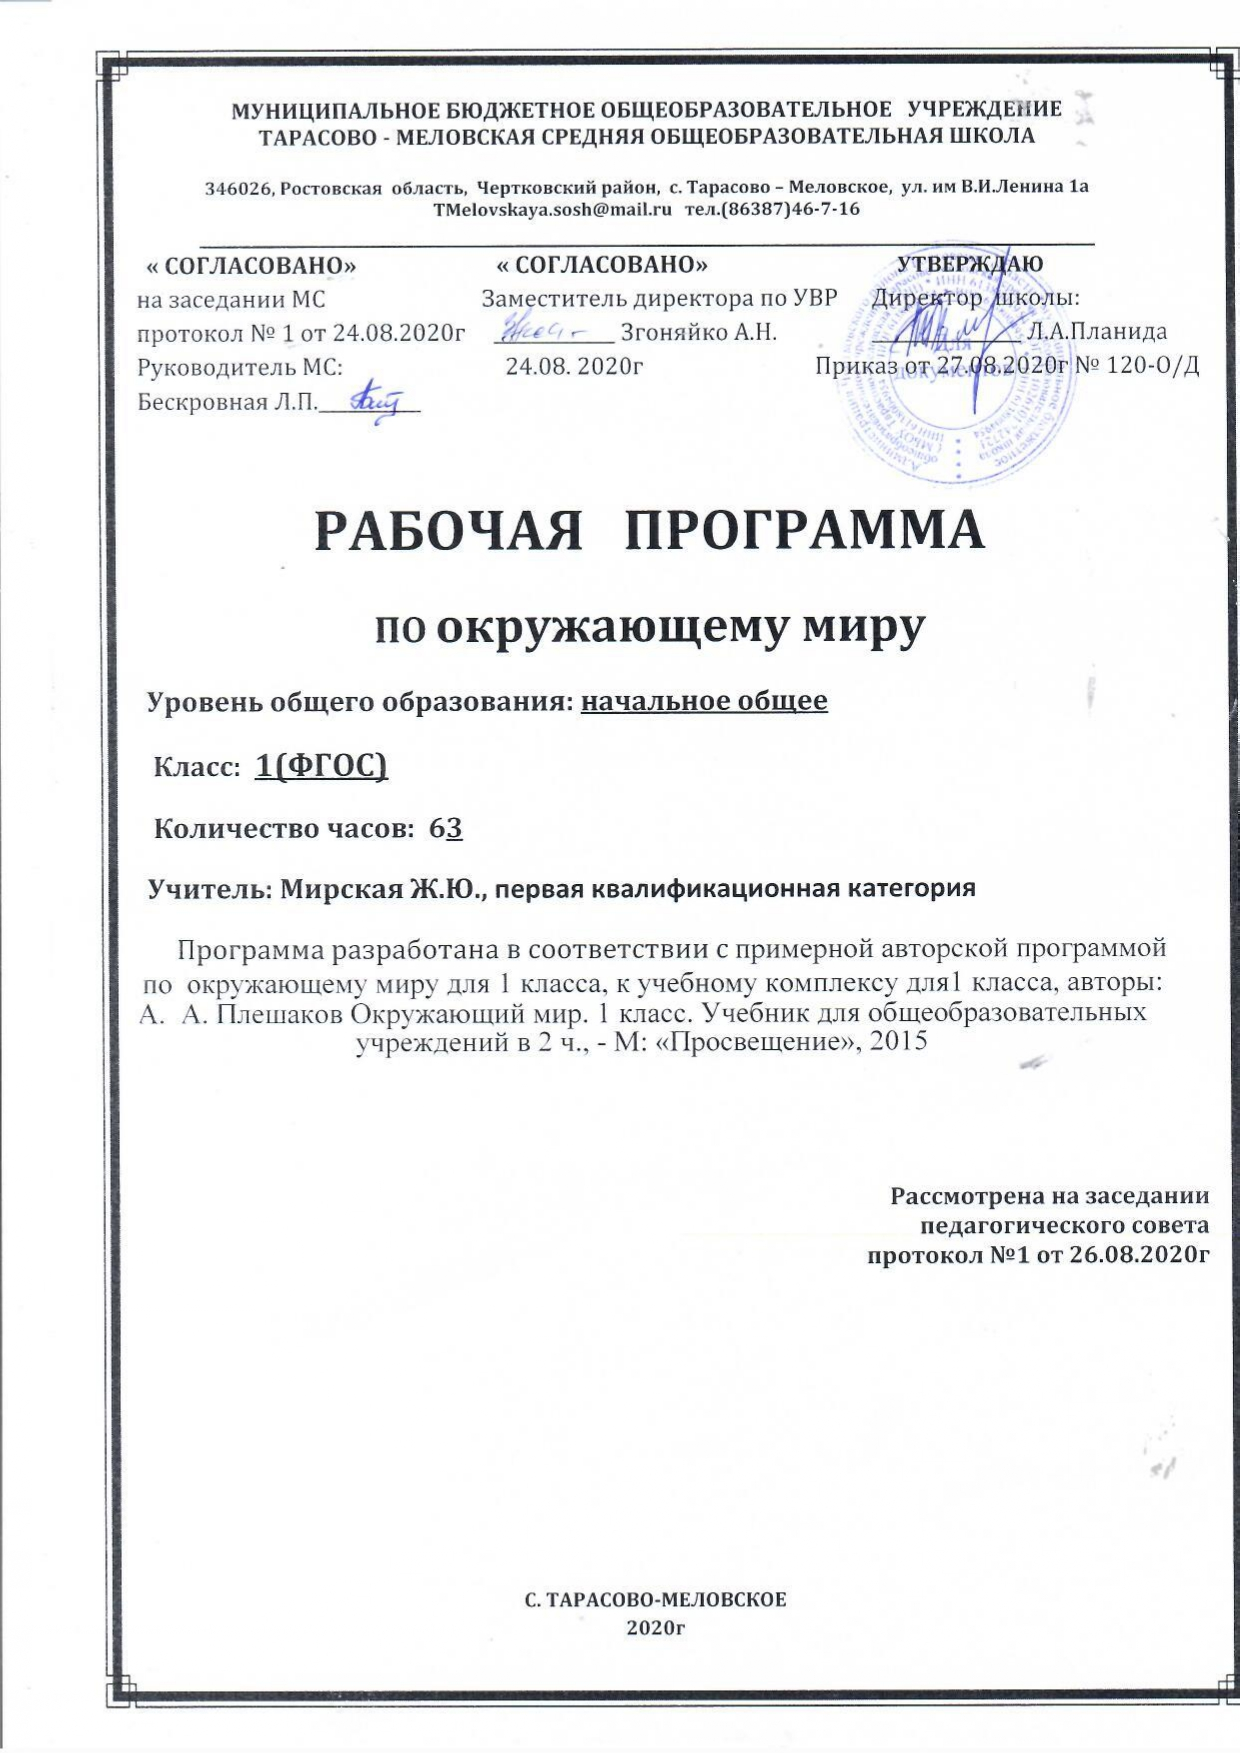 МУНИЦИПАЛЬНОЕ БЮДЖЕТНОЕ ОБЩЕОБРАЗОВАТЕЛЬНОЕ УЧРЕЖДЕНИЕ
ТАРАСОВО - МЕЛОВСКАЯ СРЕДНЯЯ ОБЩЕОБРАЗОВАТЕЛЬНАЯ ШКОЛА
346026, Ростовская область, Чертковский район, с. Тарасово – Меловское, ул. им В.И.Ленина 1а
TMelovskaya.sosh@mail.ru тел.(86387)46-7-16
« СОГЛАСОВАНО» « СОГЛАСОВАНО» УТВЕРЖДАЮ
на заседании МС Заместитель директора по УВР Директор школы:
протокол № 1 от 24.08.2020г __________ Згоняйко А.Н. ____________ Л.А.Планида
Руководитель МС: 24.08. 2020г Приказ от 27.08.2020г № 120-О/Д
Бескровная Л.П.________
для
документов
РАБОЧАЯ ПРОГРАММА
ПО окружающему миру
Уровень общего образования: начальное общее
Класс: 1(ФГОС)
Количество часов: 63
Учитель: Мирская Ж.Ю., первая квалификационная категория
Программа разработана в соответствии с примерной авторской программой
по окружающему миру для 1 класса, к учебному комплексу для1 класса, авторы:
А. А. Плешаков Окружающий мир. 1 класс. Учебник для общеобразовательных
учреждений в 2 ч., - М: «Просвещение», 2015
Рассмотрена на заседании
педагогического совета
протокол №1 от 26.08.2020г
С. ТАРАСОВО-МЕЛОВСКОЕ
2020г